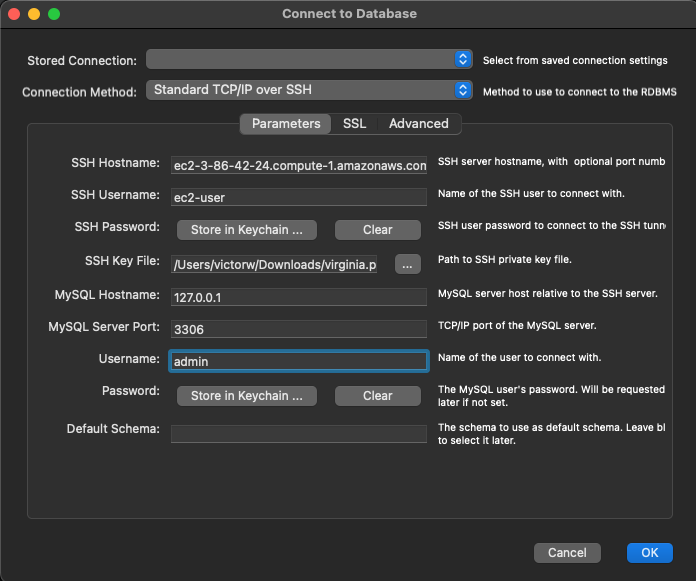 Connect to Database
Stored Connection:
Select from saved connection settings
Connection Method: Standard TCP/IP over SSH
Method to use to connect to the RDBMS
Parameters SSL Advanced
SSH Hostname: ec2-3-86-42-24.compute-1.amazonaws.com
SSH server hostname, with optional port numb
SSH Username: ec2-user
Name of the SSH user to connect with.
SSH Password: Store in Keychain ... Clear
SSH user password to connect to the SSH tunn
SSH Key File: /Users/victorw/Downloads/virginia.p ...
Path to SSH private key file.
MySQL Hostname: 127.0.0.1
MySQL server host relative to the SSH server.
MySQL Server Port: 3306
TCP/IP port of the MySQL server.
Username: admin
Name of the user to connect with.
Password: Store in Keychain ... Clear
The MySQL user's password. Will be requested
later if not set.
Default Schema:
The schema to use as default schema. Leave bl
to select it later.
Cancel OK